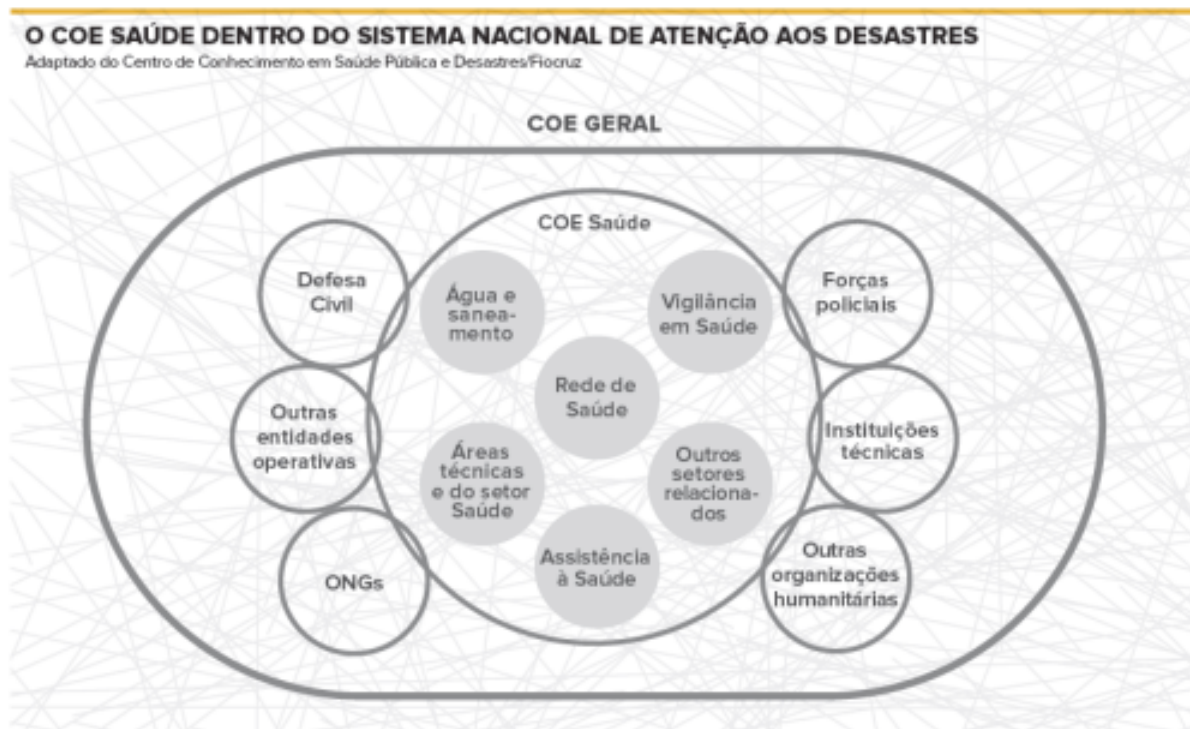 O COE SAÚDE DENTRO DO SISTEMA NACIONAL DE ATENÇÃO AOS DESASTRES
Adaptado do Centro de Conhecimento em Saúde Pública e Desastres/Fiocruz
COE GERAL
COE Saúde
Defesa
Civil
Outras
entidades
operativas
ONGs
Água e
sanea-
mento
Vigilância
em Saúde
Rede de
Saúde
Áreas
técnicas
e do setor
Saúde
Outros
setores
relaciona-
dos
Assistência
à Saúde
Forças
policiais
Instituições
técnicas
Outras
organizações
humanitárias